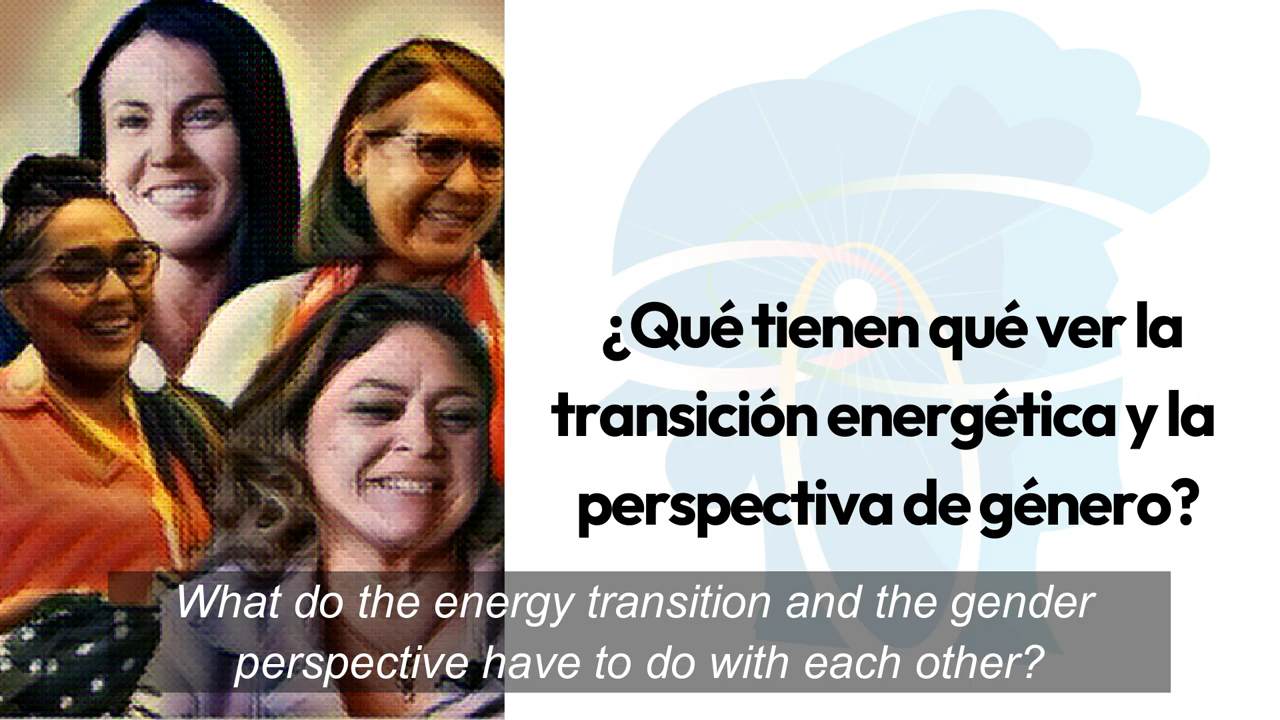 ¿Qué tienen qué ver la
transición energética y la
perspectiva de género?
What do the energy transition and the gender
perspective have to do with each other?